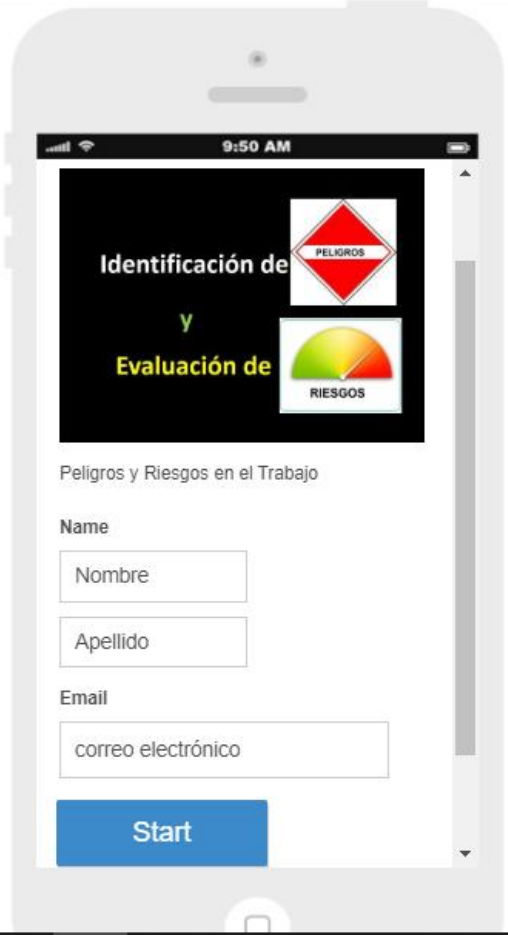 9:50 AM
Identificación de PELIGROS
y
Evaluación de RIESGOS
Peligros y Riesgos en el Trabajo
Name
Nombre
Apellido
Email
correo electrónico
Start